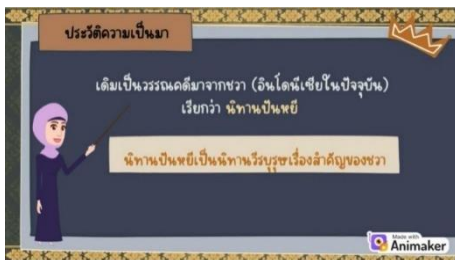 ประวัติความเป็นมา
เดิมเป็นวรรณคดีมาจากชวา (อินโดนีเซียในปัจจุบัน)
เรียกว่า นิทานปันหยี
นิทานปันหยีเป็นนิทานวีรบุรุษเรื่องสำคัญของชวา
Made with
Animaker